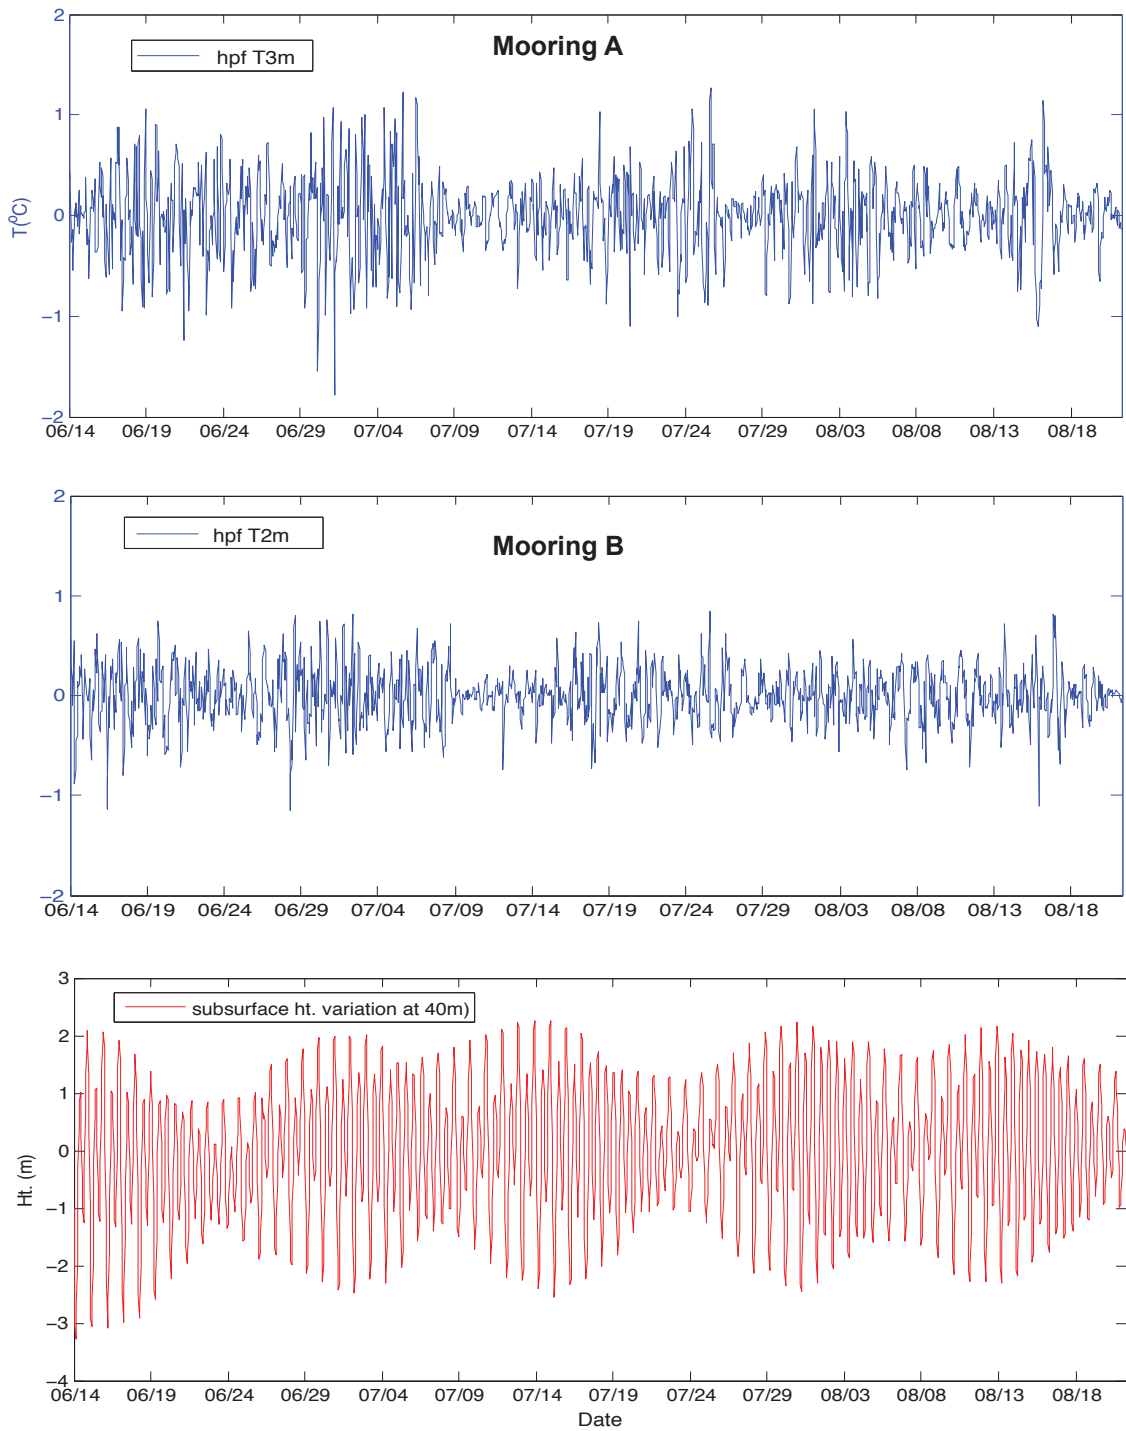 Mooring A
hpf T3m
2
1
0
−1
−2
T(⁰C)
06/14 06/19 06/24 06/29 07/04 07/09 07/14 07/19 07/24 07/29 08/03 08/08 08/13 08/18
Mooring B
hpf T2m
2
1
0
−1
−2
06/14 06/19 06/24 06/29 07/04 07/09 07/14 07/19 07/24 07/29 08/03 08/08 08/13 08/18
subsurface ht. variation at 40m)
3
2
1
0
−1
−2
−3
−4
Ht. (m)
06/14 06/19 06/24 06/29 07/04 07/09 07/14 07/19 07/24 07/29 08/03 08/08 08/13 08/18
Date